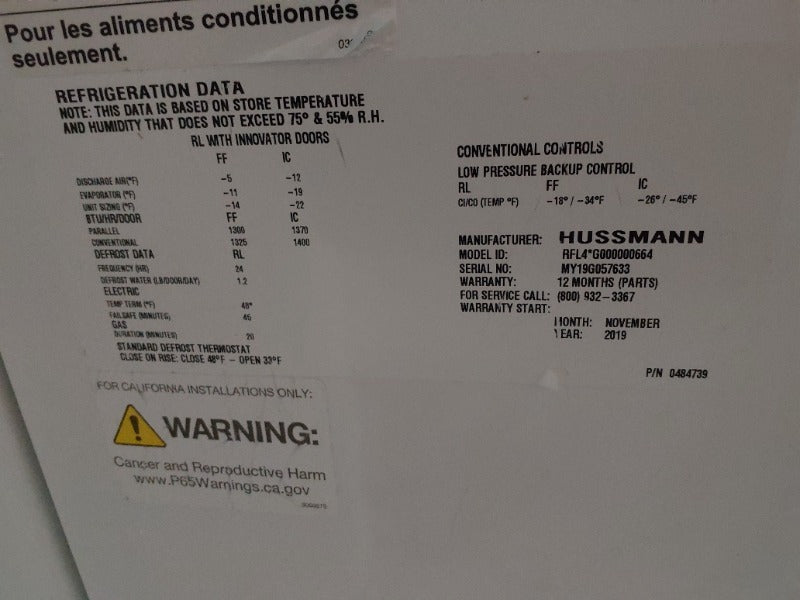 Pour les aliments conditionnés
seulement.
REFRIGERATION DATA
NOTE: THIS DATA IS BASED ON STORE TEMPERATURE
AND HUMIDITY THAT DOES NOT EXCEED 75° & 55% R.H.
RL WITH INNOVATOR DOORS
FF IC
DISCHARGE AIR(°F) -5 -12
EVAPORATOR (°F) -11 -19
UNIT SIZING (°F) -14 -22
BTU/HR/DOOR FF IC
PARALLEL 1300 1370
CONVENTIONAL 1325 1400
DEFROST DATA RL
FREQUENCY (HR) 24
DEFROST WATER (LB/DOOR/DAY) 1.2
ELECTRIC
TEMP TERM (°F) 48°
FAILSAFE (MINUTES) 45
GAS
DURATION (MINUTES) 20
STANDARD DEFROST THERMOSTAT
CLOSE ON RISE: CLOSE 48°F - OPEN 33°F
CONVENTIONAL CONTROLS
LOW PRESSURE BACKUP CONTROL
RL FF IC
CI/CO (TEMP °F) -18° / -34°F -26° / -45°F
MANUFACTURER: HUSSMANN
MODEL ID: RFL4*G000000664
SERIAL NO: MY19G057633
WARRANTY: 12 MONTHS (PARTS)
FOR SERVICE CALL: (800) 932-3367
WARRANTY START:
MONTH: NOVEMBER
YEAR: 2019
P/N 0484739
FOR CALIFORNIA INSTALLATIONS ONLY:
WARNING:
Cancer and Reproductive Harm
www.P65Warnings.ca.gov